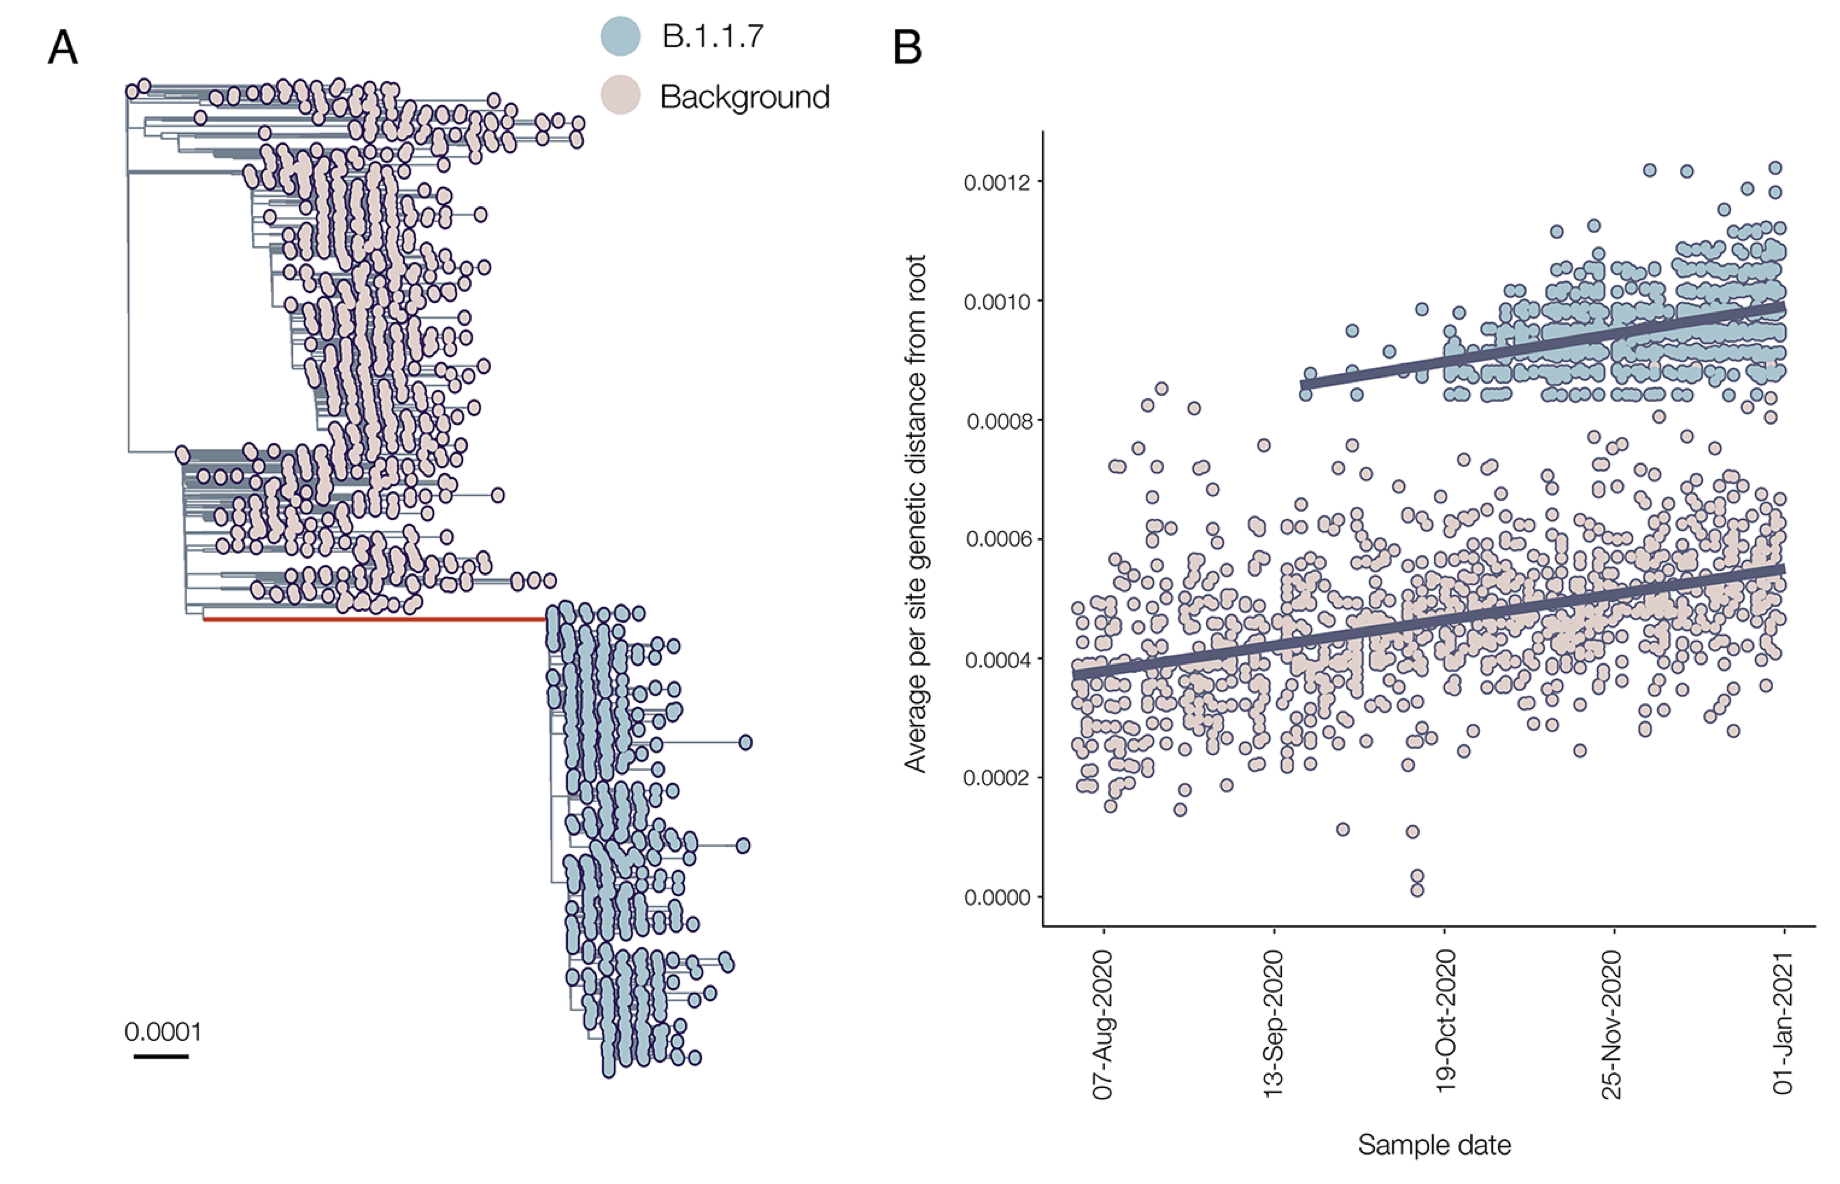 A
B.1.1.7
Background
0.0001
B
Average per site genetic distance from root
0.0012
0.0010
0.0008
0.0006
0.0004
0.0002
0.0000
07-Aug-2020
13-Sep-2020
19-Oct-2020
25-Nov-2020
01-Jan-2021
Sample date